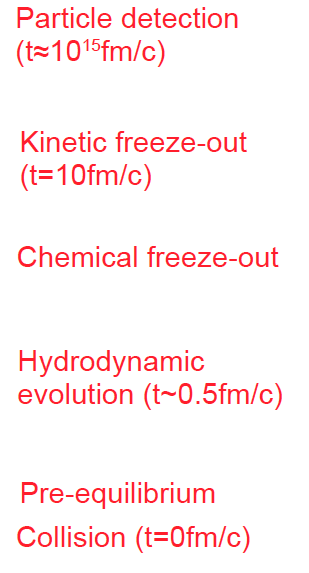 Particle detection
(t≈10¹⁵fm/c)
Kinetic freeze-out
(t=10fm/c)
Chemical freeze-out
Hydrodynamic
evolution (t~0.5fm/c)
Pre-equilibrium
Collision (t=0fm/c)